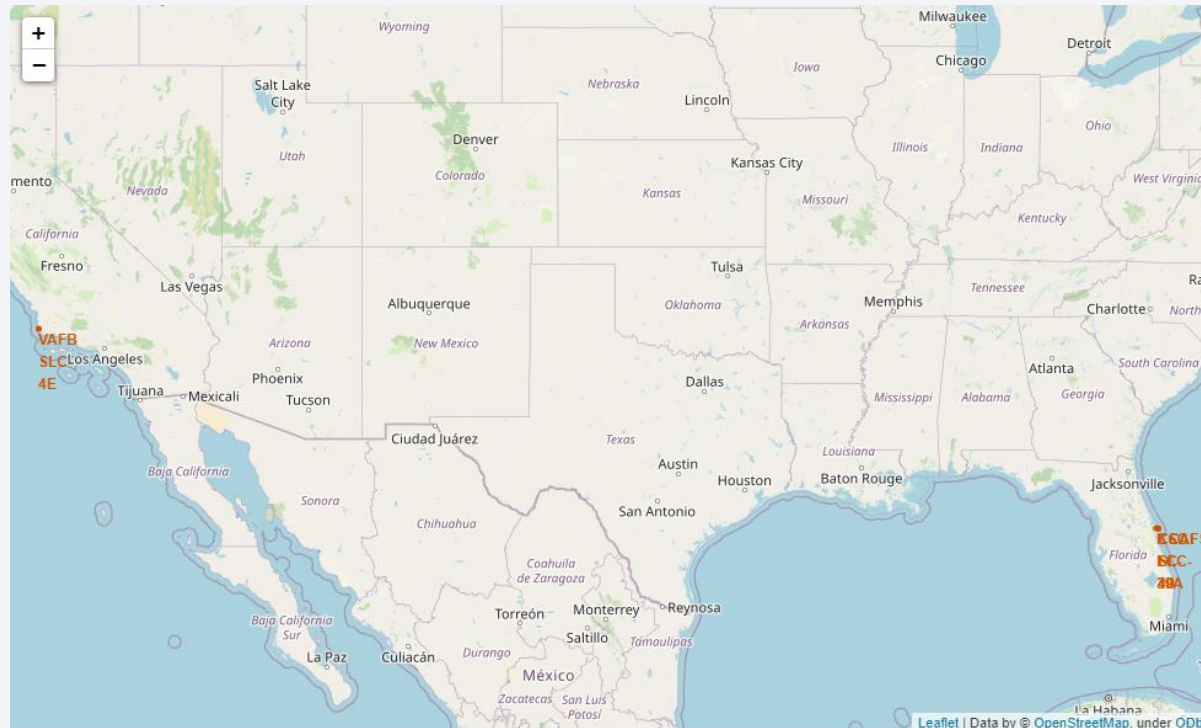 +
−
Wyoming
Milwaukee
Detroit
Chicago
Iowa
Nebraska
Salt Lake
City
Lincoln
Ohio
Denver
Illinois
Indiana
Utah
Kansas City
Colorado
West Virginia
mento
Nevada
Kansas
Missouri
Kentucky
California
Fresno
Tulsa
Las Vegas
Tennessee
Albuquerque
Memphis
Oklahoma
Charlotte
North
Arkansas
VAFB
SLC
4E
Los Angeles
Arizona
New Mexico
South Carolina
Atlanta
Phoenix
Dallas
Tijuana
Mexicali
Tucson
Mississippi
Alabama
Georgia
Ciudad Juárez
Texas
Louisiana
Austin
Baton Rouge
Baja California
Houston
Jacksonville
Sonora
San Antonio
Chihuahua
Florida
Coahuila
de Zaragoza
Torreón
Monterrey
Reynosa
Baja California
Sur
Saltillo
Tamaulipas
Miami
La Paz
Culiacán
Durango
México
Zacatecas
San Luis
Potosí
La Habana
Leaflet | Data by © OpenStreetMap, under ODb